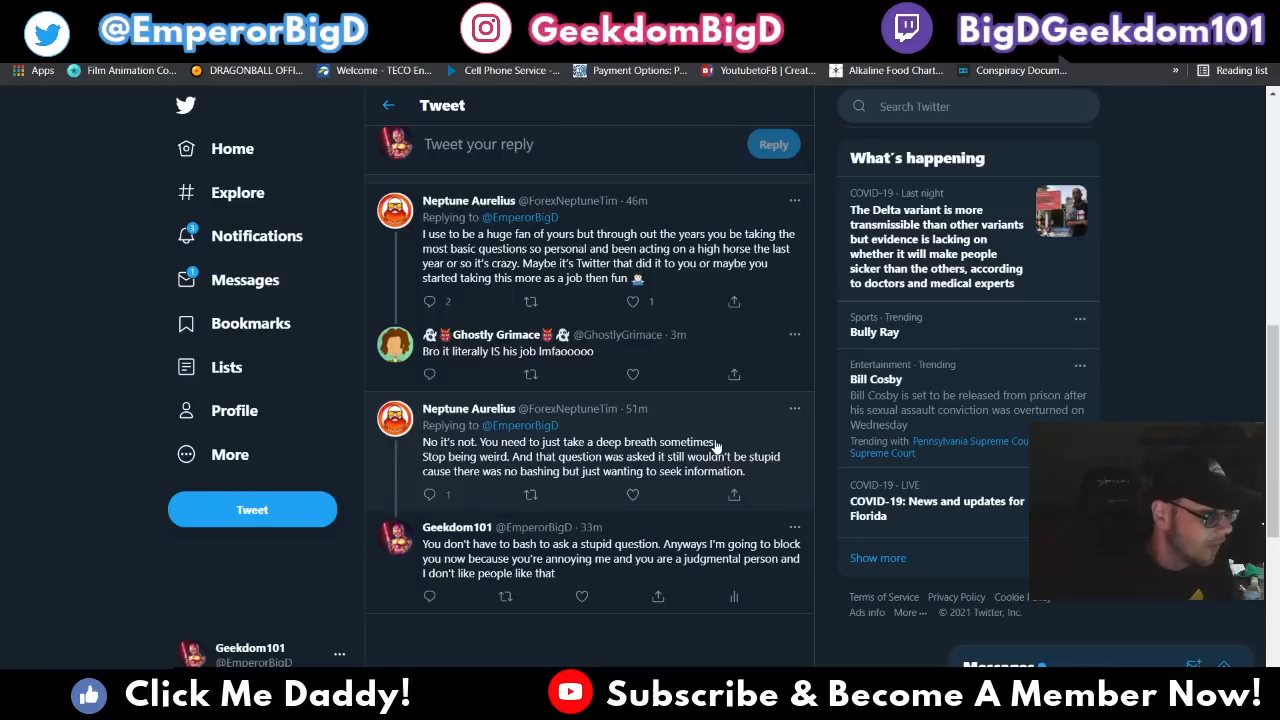 @EmperorBigD
GeekdomBigD
BigDGeekdom101
Apps
Film Animation Co...
DRAGONBALL OFFI...
Welcome - TECO En...
Cell Phone Service -...
Payment Options: P...
YoutubetoFB | Creat...
Alkaline Food Chart...
Conspiracy Docum...
»
Reading list
Home
Explore
3
Notifications
1
Messages
Bookmarks
Lists
Profile
More
Tweet
Geekdom101
@EmperorBigD
Tweet
Tweet your reply
Reply
Neptune Aurelius @ForexNeptuneTim · 46m
Replying to @EmperorBigD
I use to be a huge fan of yours but through out the years you be taking the
most basic questions so personal and been acting on a high horse the last
year or so it's crazy. Maybe it's Twitter that did it to you or maybe you
started taking this more as a job then fun
2
1
Ghostly Grimace @GhostlyGrimace · 3m
Bro it literally IS his job lmfaooooo
Neptune Aurelius @ForexNeptuneTim · 51m
Replying to @EmperorBigD
No it's not. You need to just take a deep breath sometimes.
Stop being weird. And that question was asked it still wouldn't be stupid
cause there was no bashing but just wanting to seek information.
1
Geekdom101 @EmperorBigD · 33m
You don't have to bash to ask a stupid question. Anyways I'm going to block
you now because you're annoying me and you are a judgmental person and
I don't like people like that
Search Twitter
What's happening
COVID-19 · Last night
The Delta variant is more
transmissible than other variants
but evidence is lacking on
whether it will make people
sicker than the others, according
to doctors and medical experts
Sports · Trending
Bully Ray
Entertainment · Trending
Bill Cosby
Bill Cosby is set to be released from prison after
his sexual assault conviction was overturned on
Wednesday
Trending with Pennsylvania Supreme Cou
Supreme Court
COVID-19 · LIVE
COVID-19: News and updates for
Florida
Show more
Terms of Service Privacy Policy Cookie Policy
Ads info More ··· © 2021 Twitter, Inc.
Messages
Click Me Daddy!
Subscribe & Become A Member Now!